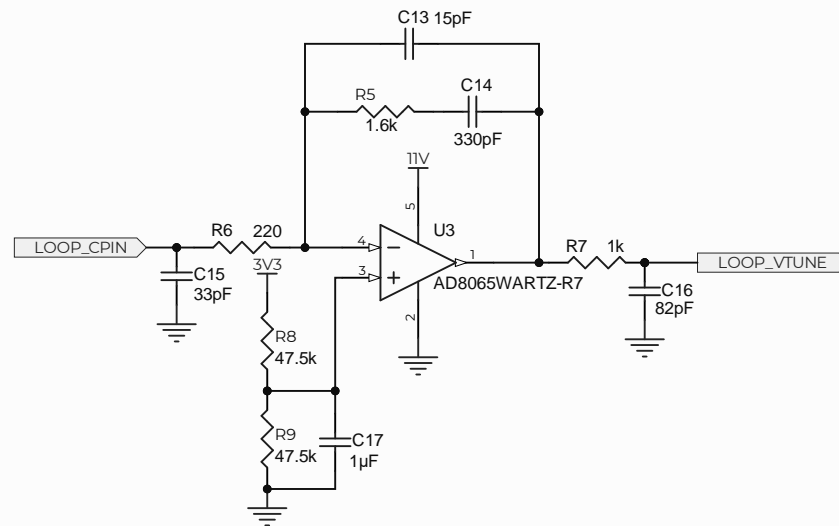 C13 15pF
R5
1.6k
C14
330pF
11V
5
U3
LOOP_CPIN
R6 220
4
1
R7 1k
LOOP_VTUNE
C15
33pF
3V3
3
AD8065WARTZ-R7
C16
82pF
2
R8
47.5k
R9
47.5k
C17
1µF